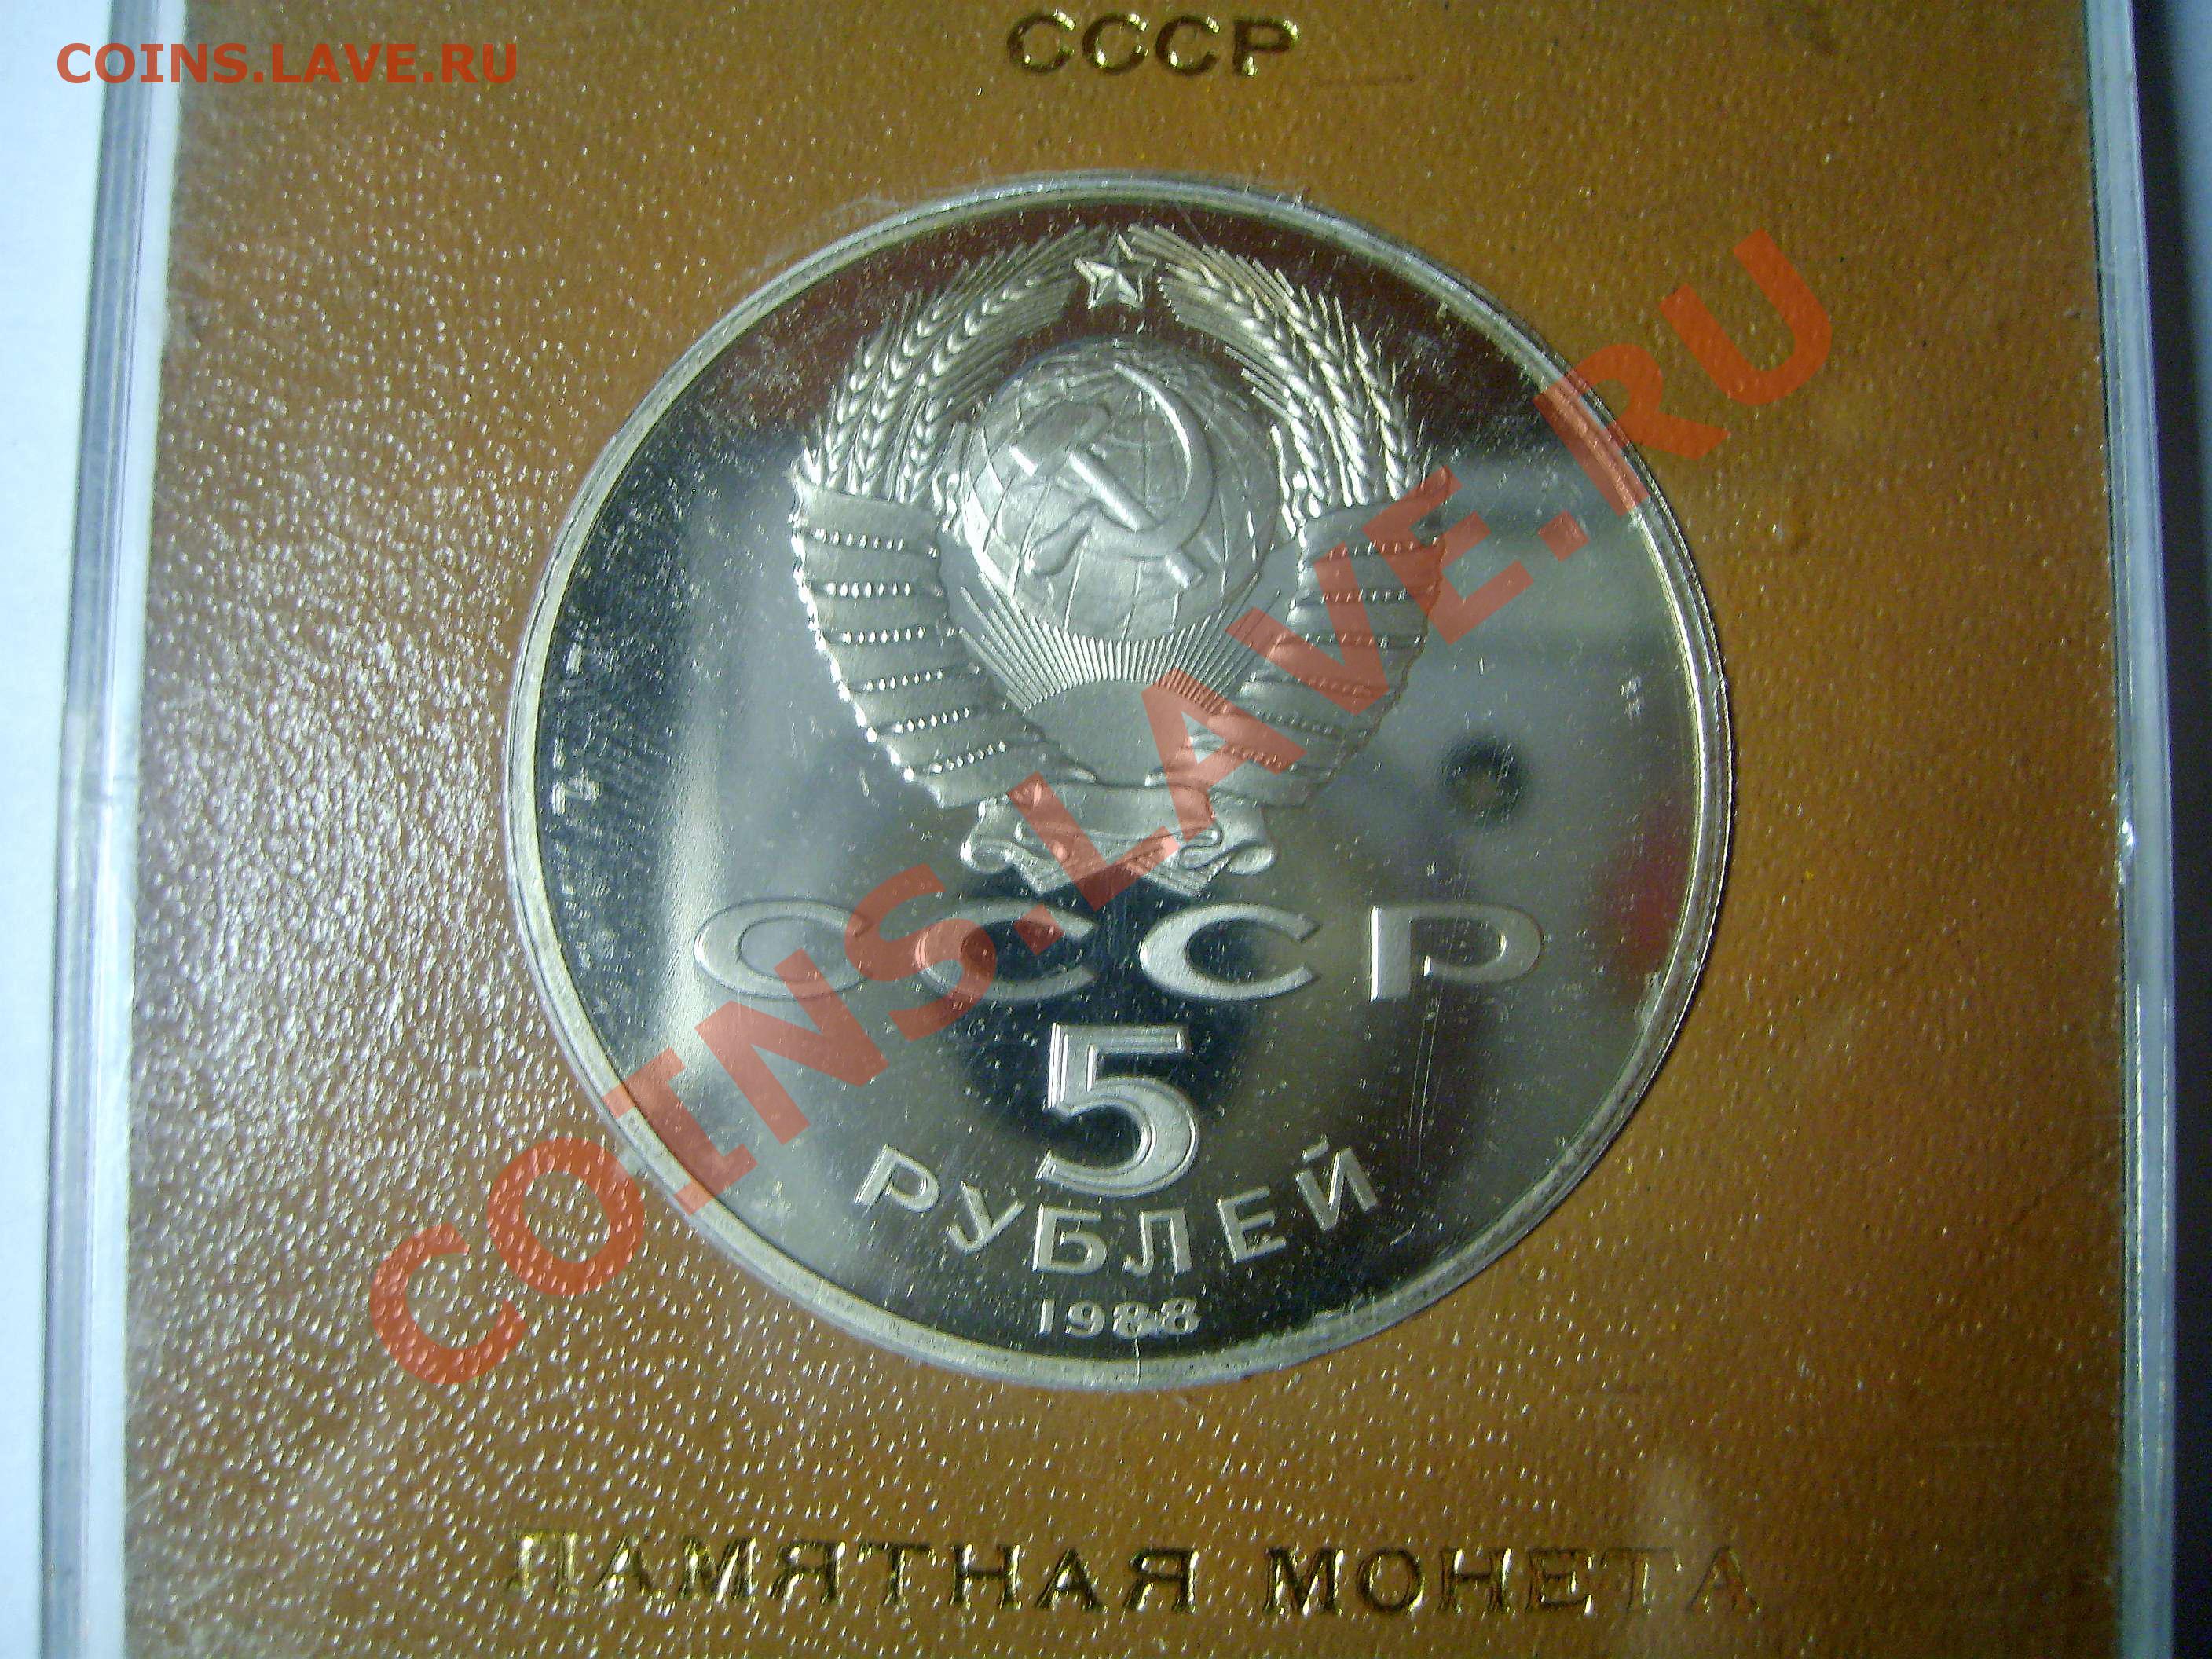 COINS.LAVE.RU
СССР
COINS.LAVE.RU
СССР
5
РУБЛЕЙ
1988
ПАМЯТНАЯ МОНЕТА